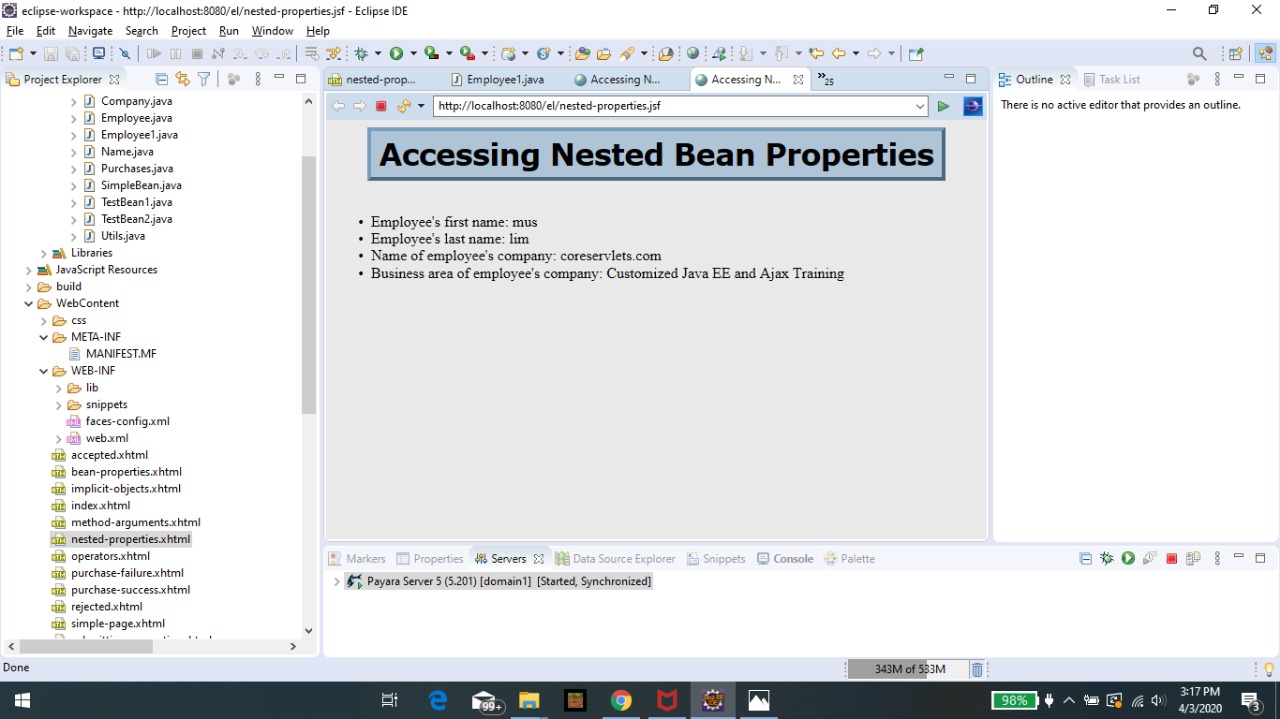 eclipse-workspace - http://localhost:8080/el/nested-properties.jsf - Eclipse IDE
File Edit Navigate Search Project Run Window Help
Project Explorer
Company.java
Employee.java
Employee1.java
Name.java
Purchases.java
SimpleBean.java
TestBean1.java
TestBean2.java
Utils.java
Libraries
JavaScript Resources
build
WebContent
css
META-INF
MANIFEST.MF
WEB-INF
lib
snippets
faces-config.xml
web.xml
accepted.xhtml
bean-properties.xhtml
implicit-objects.xhtml
index.xhtml
method-arguments.xhtml
nested-properties.xhtml
operators.xhtml
purchase-failure.xhtml
purchase-success.xhtml
rejected.xhtml
simple-page.xhtml
nested-prop... Employee1.java Accessing N... Accessing N... »25
http://localhost:8080/el/nested-properties.jsf
Accessing Nested Bean Properties
• Employee's first name: mus
• Employee's last name: lim
• Name of employee's company: coreservlets.com
• Business area of employee's company: Customized Java EE and Ajax Training
Outline Task List
There is no active editor that provides an outline.
Markers Properties Servers Data Source Explorer Snippets Console Palette
Payara Server 5 (5.201) [domain1] [Started, Synchronized]
Done
343M of 533M
99+
98%
3:17 PM
4/3/2020
3